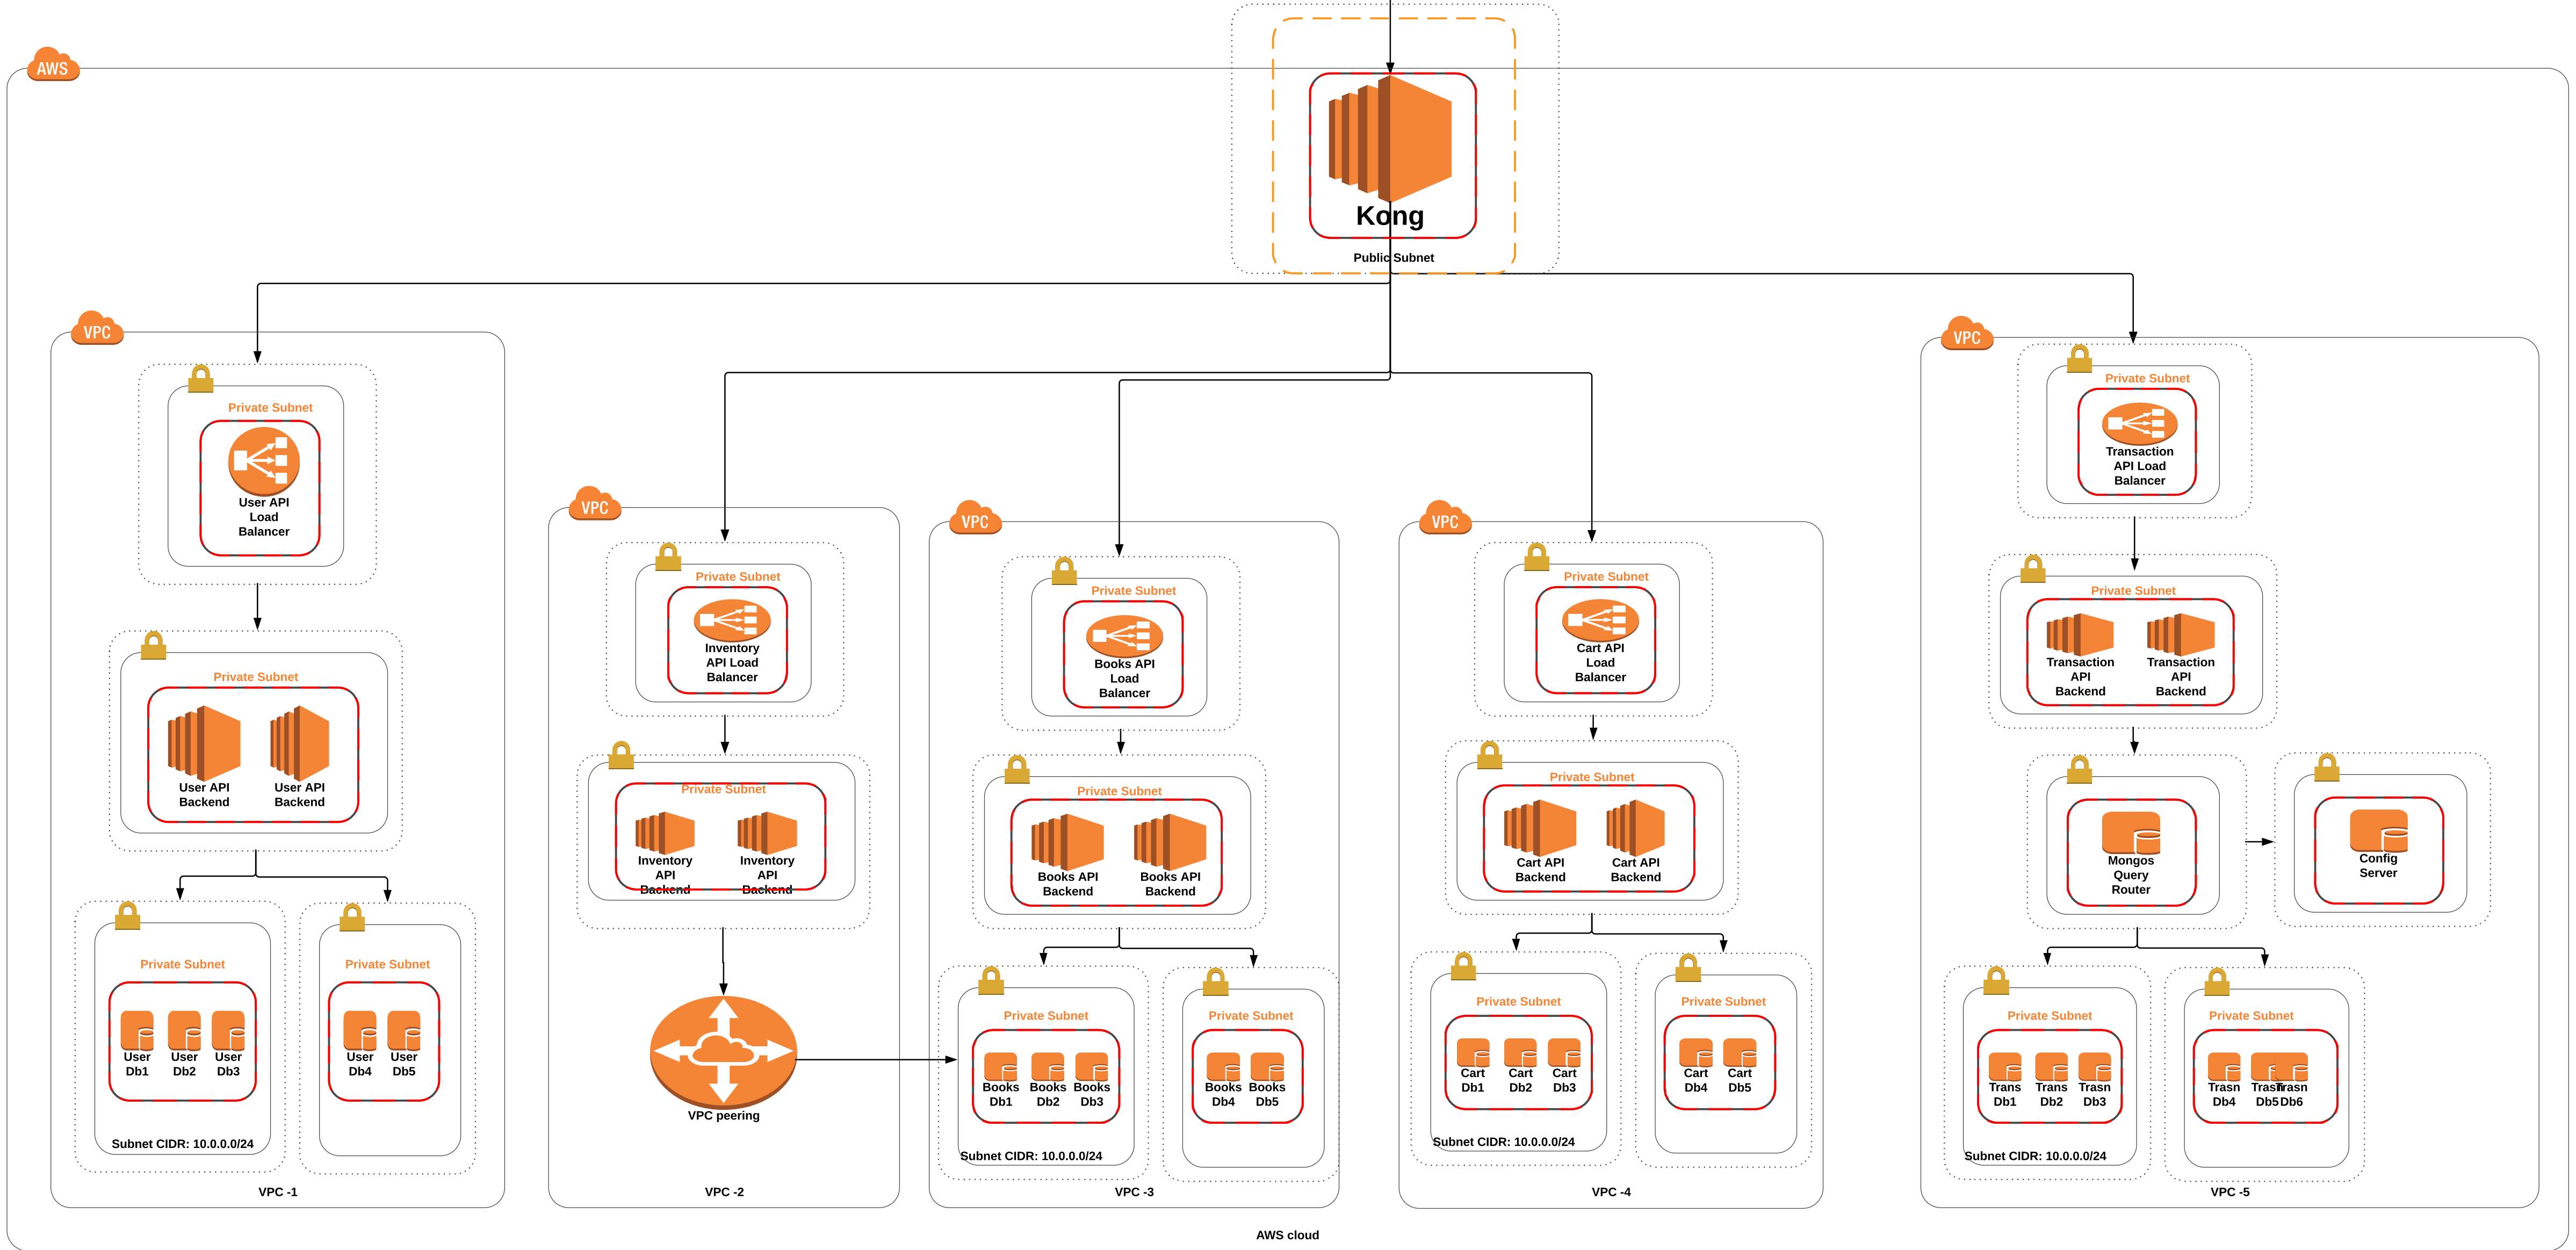 AWS
Kong
Public Subnet
VPC
Private Subnet
User API
Load
Balancer
Private Subnet
User API
Backend
User API
Backend
Private Subnet
User
Db1
User
Db2
User
Db3
Subnet CIDR: 10.0.0.0/24
Private Subnet
User
Db4
User
Db5
VPC -1
VPC
Private Subnet
Inventory
API Load
Balancer
Private Subnet
Inventory
API
Backend
Inventory
API
Backend
VPC peering
VPC -2
VPC
Private Subnet
Books API
Load
Balancer
Private Subnet
Books API
Backend
Books API
Backend
Private Subnet
Books
Db1
Books
Db2
Books
Db3
Subnet CIDR: 10.0.0.0/24
Private Subnet
Books
Db4
Books
Db5
VPC -3
VPC
Private Subnet
Cart API
Load
Balancer
Private Subnet
Cart API
Backend
Cart API
Backend
Private Subnet
Cart
Db1
Cart
Db2
Cart
Db3
Subnet CIDR: 10.0.0.0/24
Private Subnet
Cart
Db4
Cart
Db5
VPC -4
VPC
Private Subnet
Transaction
API Load
Balancer
Private Subnet
Transaction
API
Backend
Transaction
API
Backend
Mongos
Query
Router
Config
Server
Private Subnet
Trans
Db1
Trans
Db2
Trasn
Db3
Subnet CIDR: 10.0.0.0/24
Private Subnet
Trasn
Db4
Trasn
Db5
Trasn
Db6
VPC -5
AWS cloud